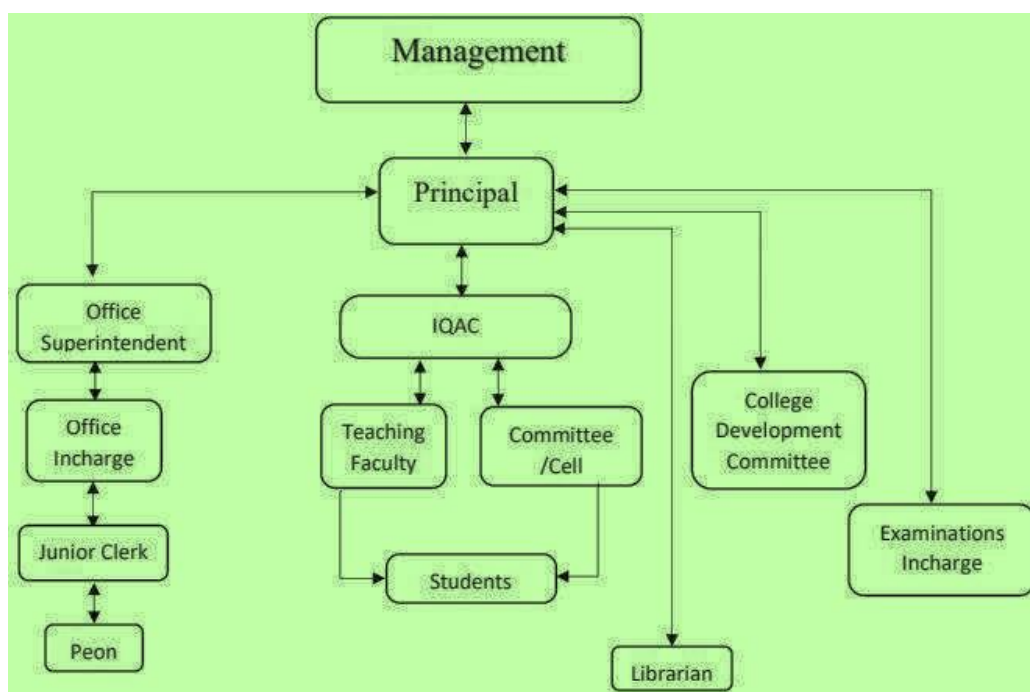 Management
Principal
Office
Superintendent
IQAC
Office
Incharge
Teaching
Faculty
Committee
/Cell
College
Development
Committee
Junior Clerk
Students
Examinations
Incharge
Peon
Librarian